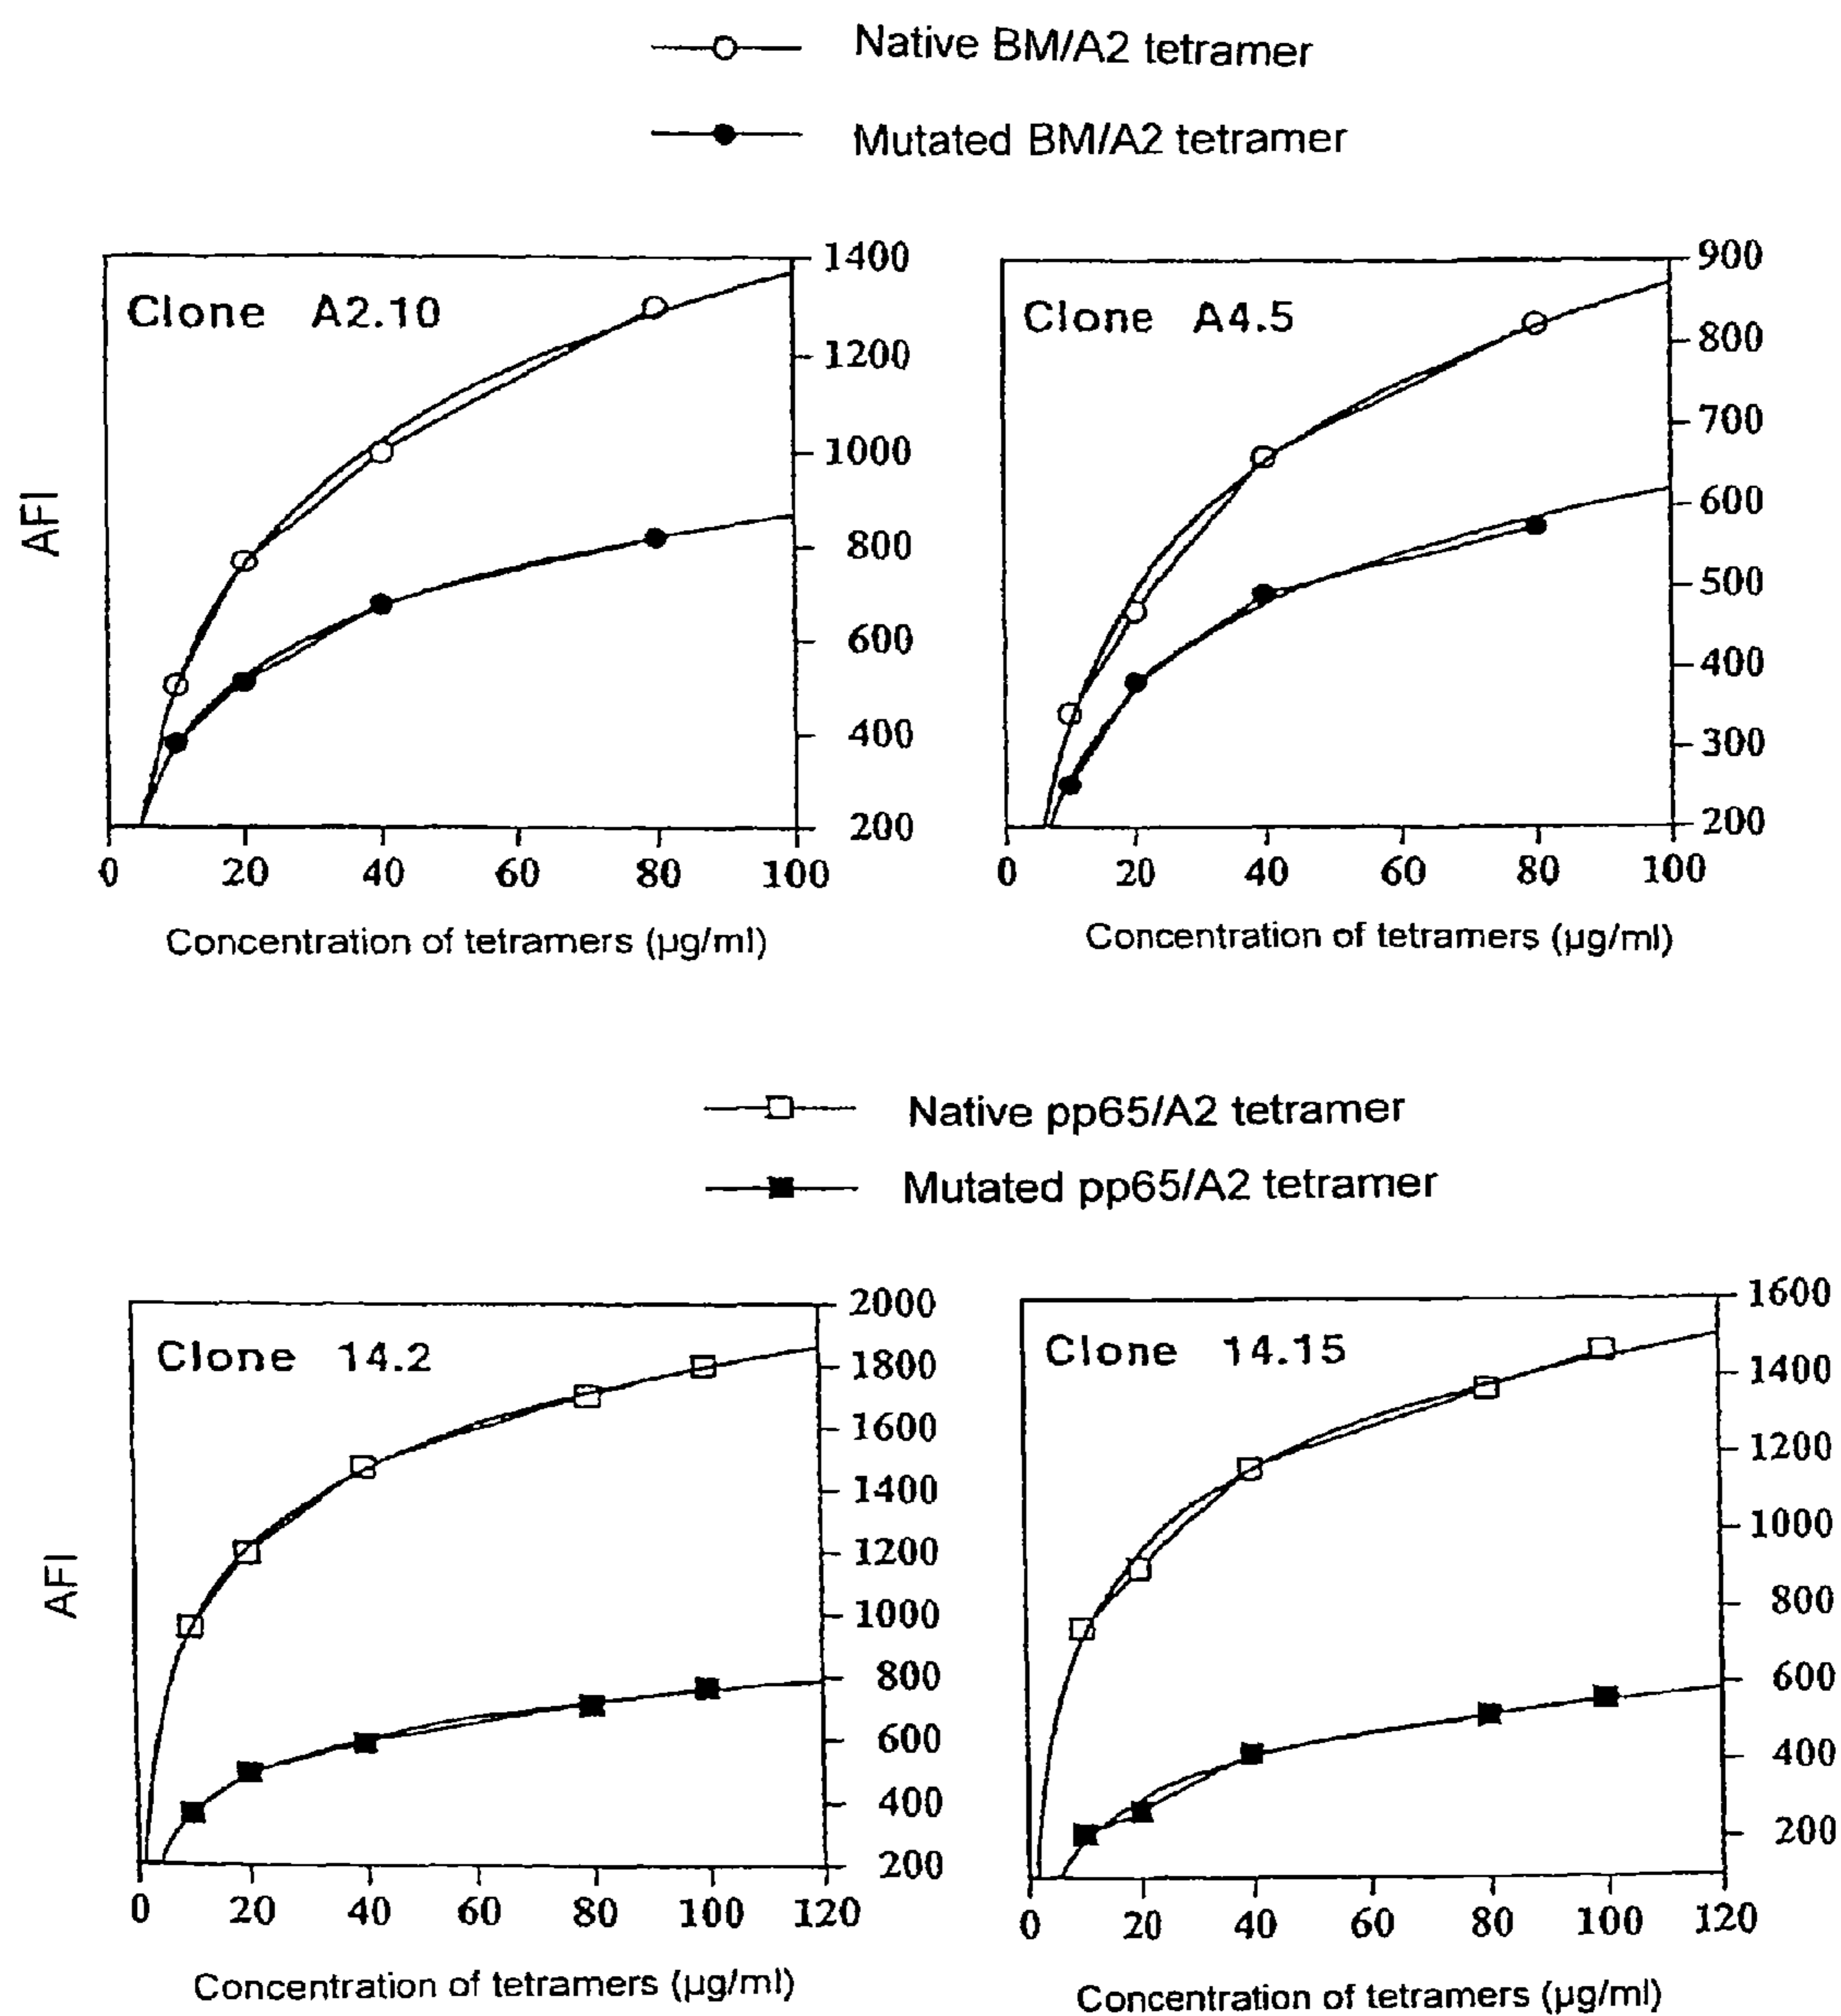 Native BM/A2 tetramer
Mutated BM/A2 tetramer
Clone A2.10
AFI
1400
1200
1000
800
600
400
200
0 20 40 60 80 100
Concentration of tetramers (µg/ml)
Clone A4.5
900
800
700
600
500
400
300
200
0 20 40 60 80 100
Concentration of tetramers (µg/ml)
Native pp65/A2 tetramer
Mutated pp65/A2 tetramer
Clone 14.2
AFI
2000
1800
1600
1400
1200
1000
800
600
400
200
0 20 40 60 80 100 120
Concentration of tetramers (µg/ml)
Clone 14.15
1600
1400
1200
1000
800
600
400
200
0 20 40 60 80 100 120
Concentration of tetramers (µg/ml)